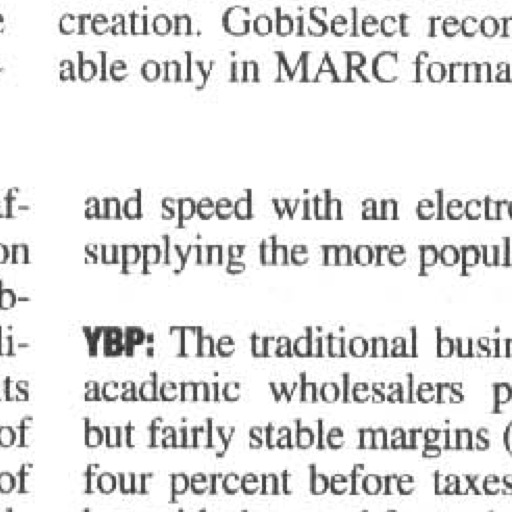 creation. GobiSelect recor
able only in MARC forma
and speed with an electr
supplying the more popul
YBP: The traditional busi
academic wholesalers p
but fairly stable margins (
four percent before taxes
f-
on
b-
li-
ts
of
of